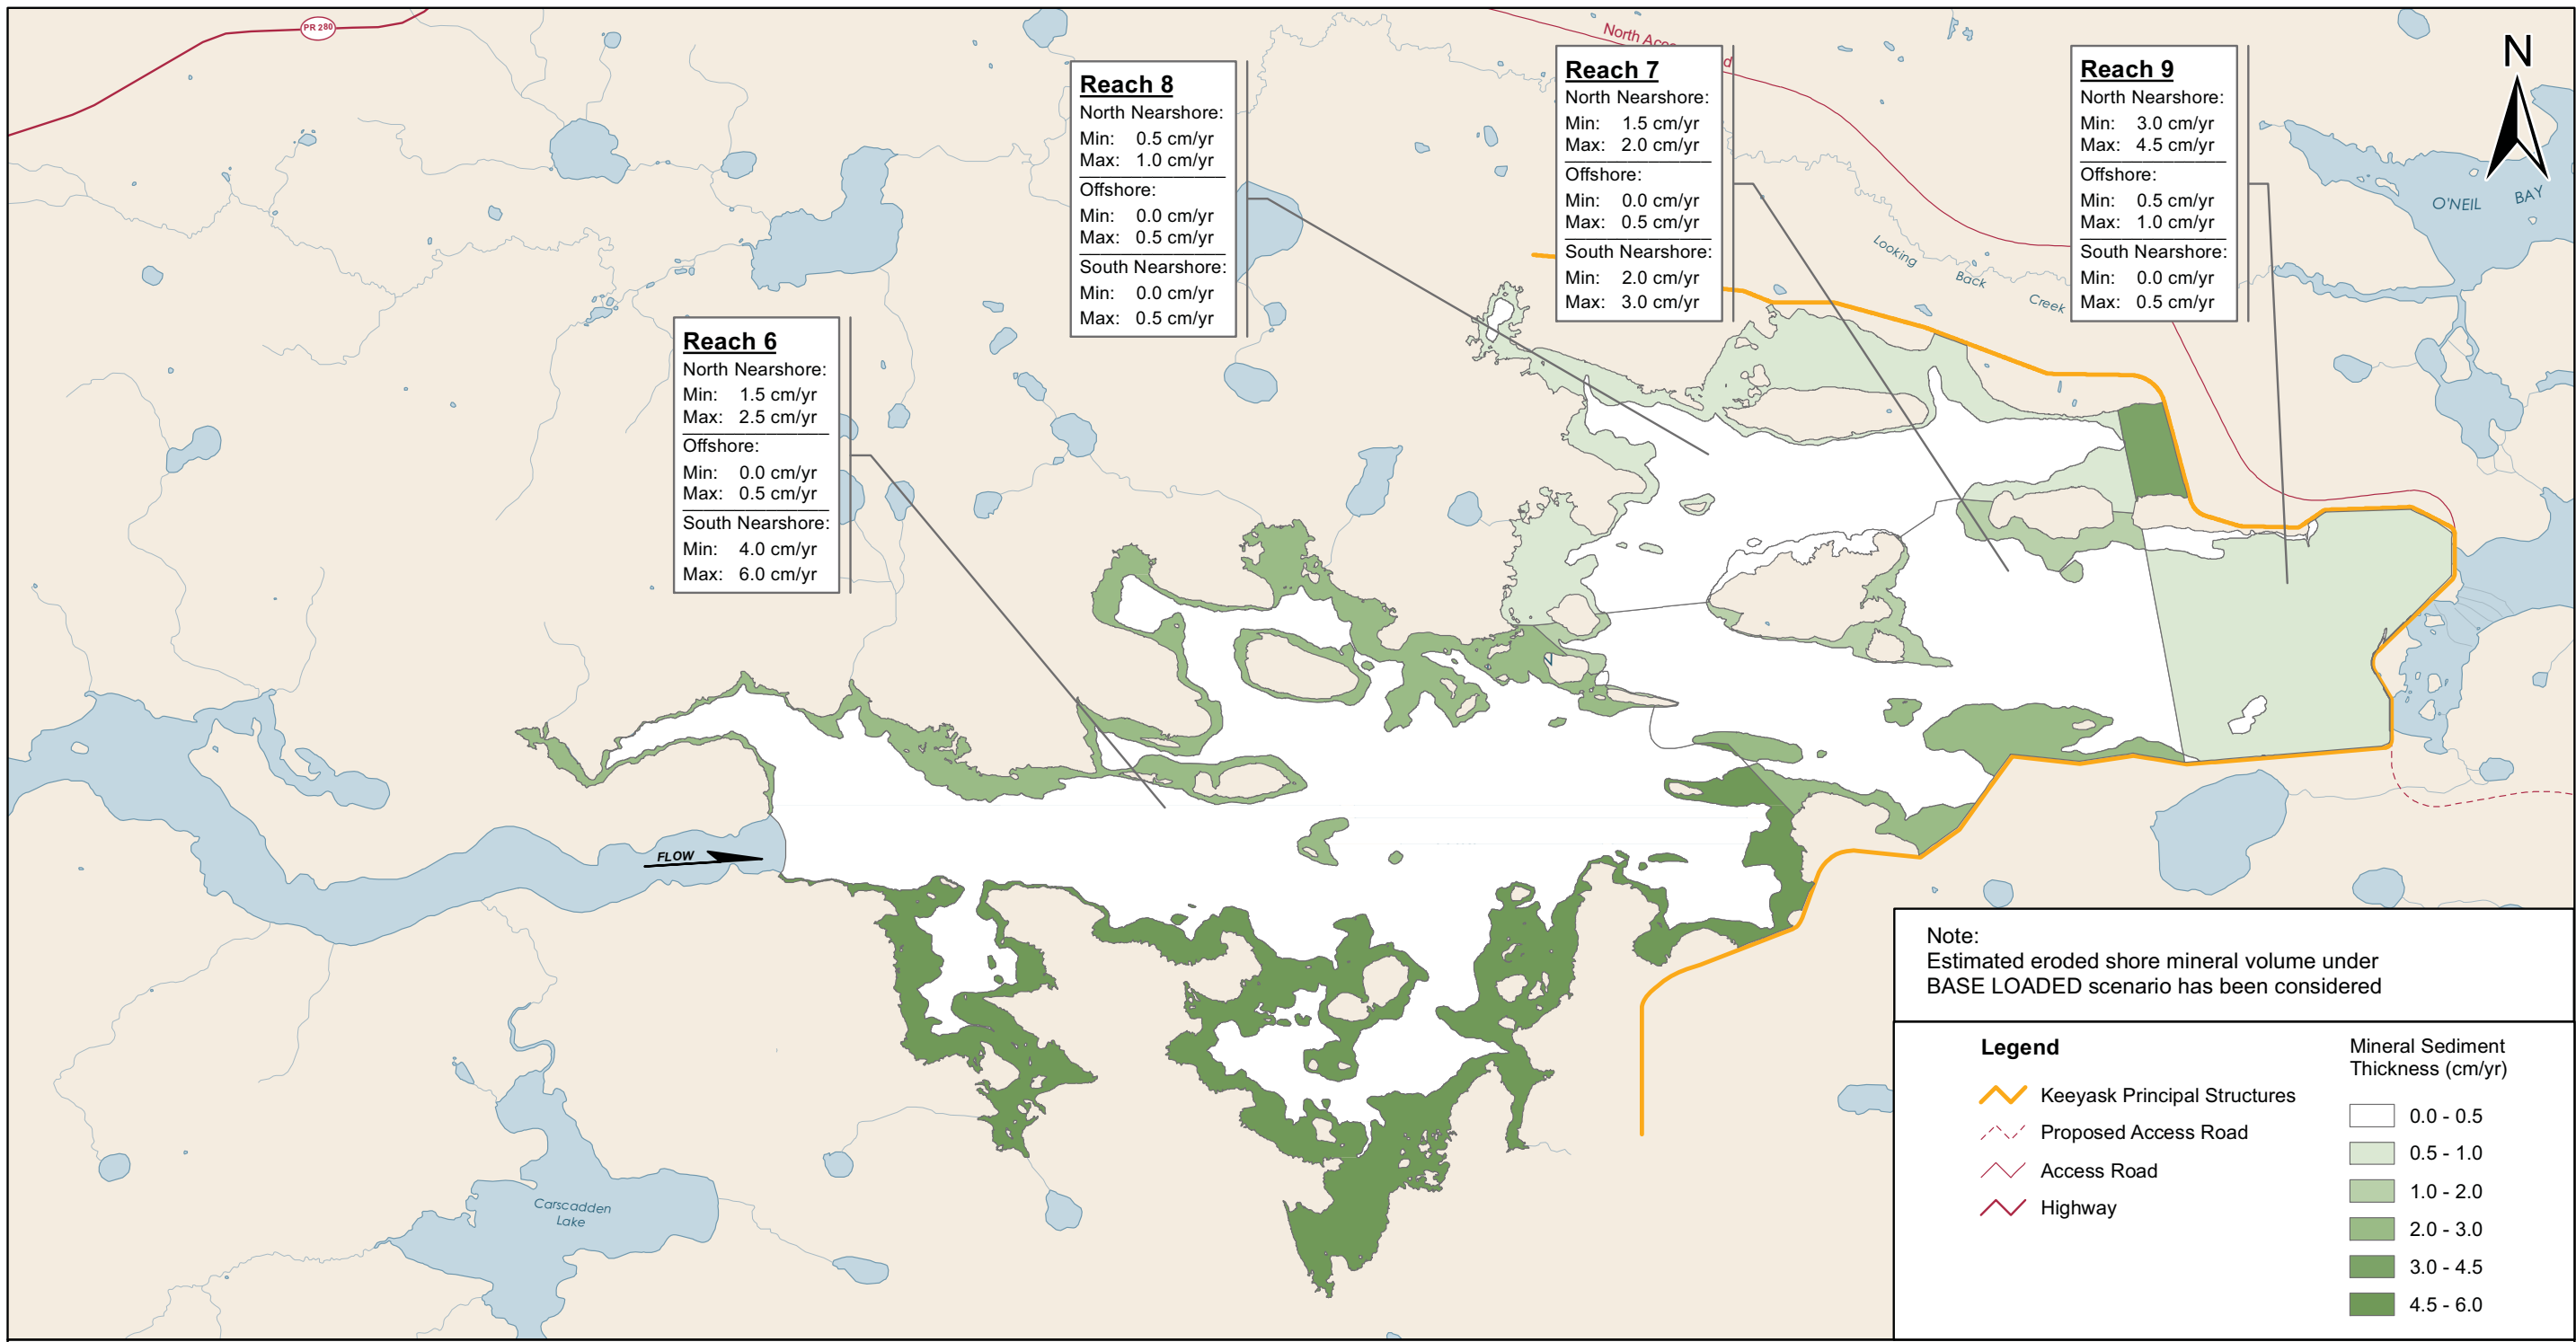 PR 280
North Acc
d
N
Reach 8
North Nearshore:
Min: 0.5 cm/yr
Max: 1.0 cm/yr
Offshore:
Min: 0.0 cm/yr
Max: 0.5 cm/yr
South Nearshore:
Min: 0.0 cm/yr
Max: 0.5 cm/yr
Reach 7
North Nearshore:
Min: 1.5 cm/yr
Max: 2.0 cm/yr
Offshore:
Min: 0.0 cm/yr
Max: 0.5 cm/yr
South Nearshore:
Min: 2.0 cm/yr
Max: 3.0 cm/yr
Reach 9
North Nearshore:
Min: 3.0 cm/yr
Max: 4.5 cm/yr
Offshore:
Min: 0.5 cm/yr
Max: 1.0 cm/yr
South Nearshore:
Min: 0.0 cm/yr
Max: 0.5 cm/yr
O'NEIL BAY
Looking Back Creek
Reach 6
North Nearshore:
Min: 1.5 cm/yr
Max: 2.5 cm/yr
Offshore:
Min: 0.0 cm/yr
Max: 0.5 cm/yr
South Nearshore:
Min: 4.0 cm/yr
Max: 6.0 cm/yr
FLOW
Carscadden
Lake
Note:
Estimated eroded shore mineral volume under
BASE LOADED scenario has been considered
Legend
Keeyask Principal Structures
Proposed Access Road
Access Road
Highway
Mineral Sediment
Thickness (cm/yr)
0.0 - 0.5
0.5 - 1.0
1.0 - 2.0
2.0 - 3.0
3.0 - 4.5
4.5 - 6.0